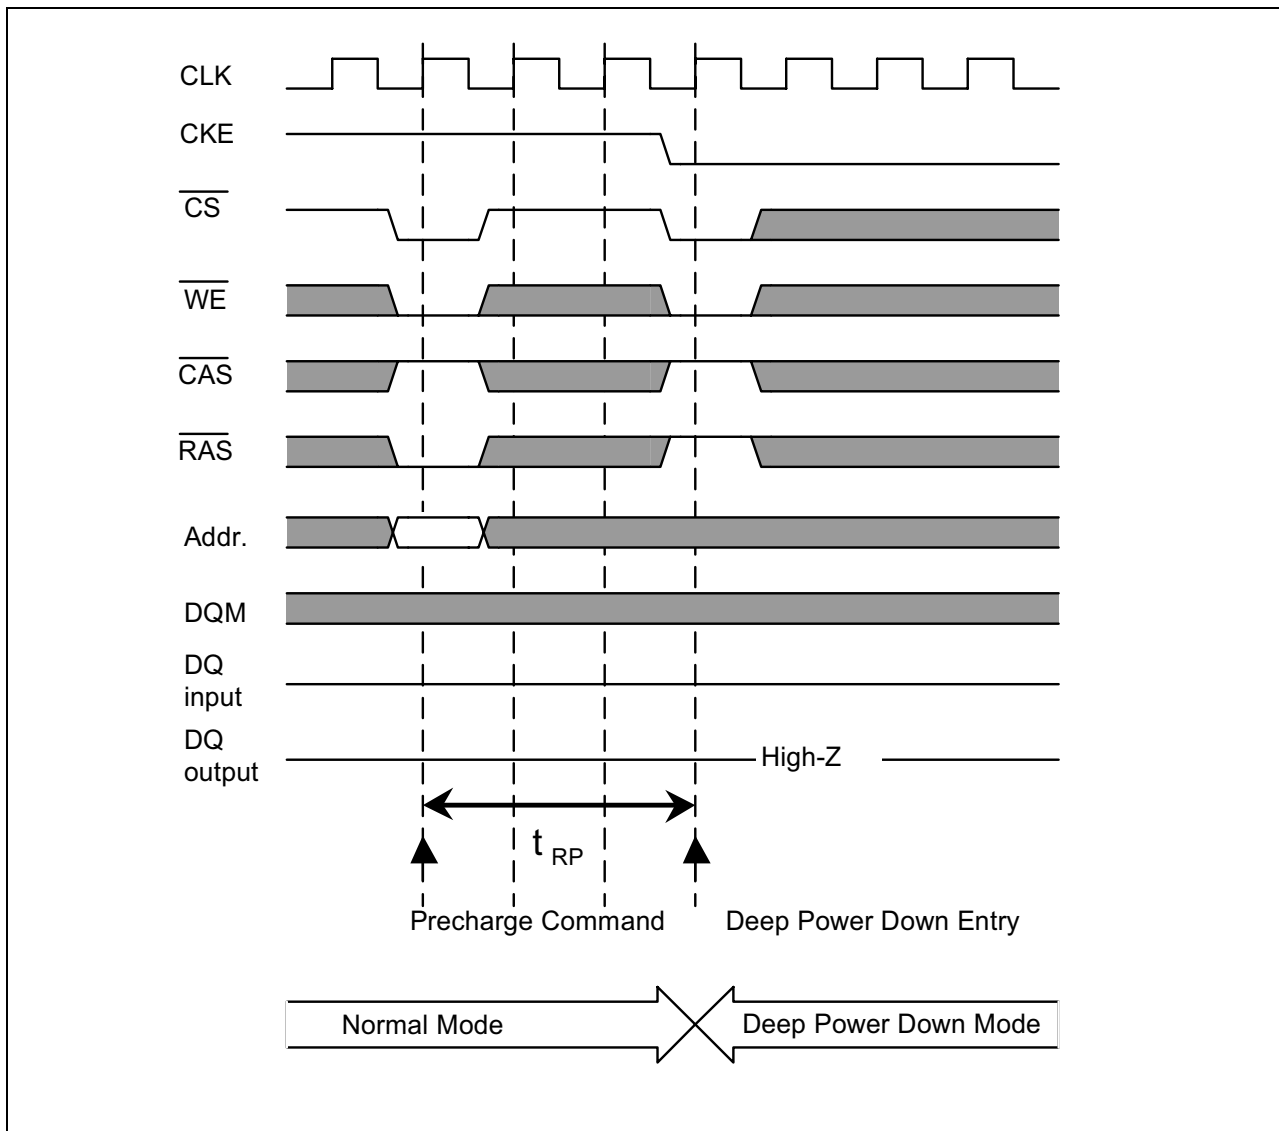 CLK
CKE
CS
WE
CAS
RAS
Addr.
DQM
DQ
input
DQ
output
High-Z
t RP
Precharge Command
Deep Power Down Entry
Normal Mode
Deep Power Down Mode